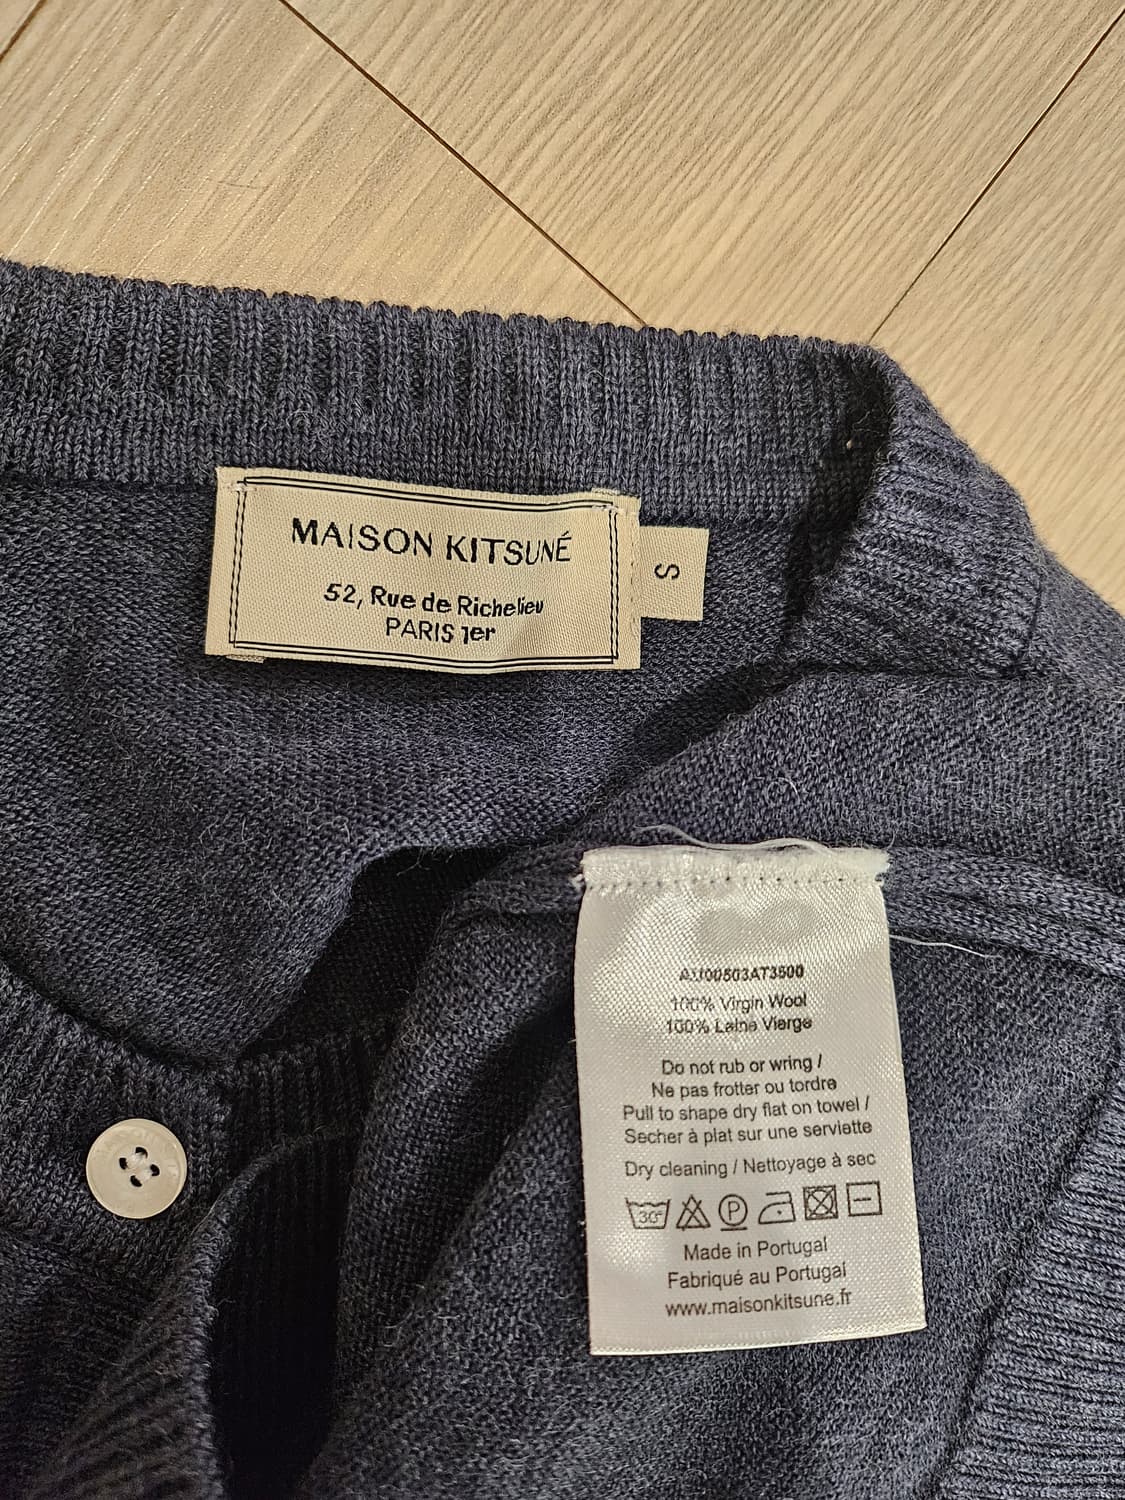 MAISON KITSUNÉ
52, Rue de Richelieu
PARIS 1er
S
AU00503AT3500
100% Virgin Wool
100% Laine Vierge
Do not rub or wring /
Ne pas frotter ou tordre
Pull to shape dry flat on towel /
Secher à plat sur une serviette
Dry cleaning / Nettoyage à sec
30° P
Made in Portugal
Fabriqué au Portugal
www.maisonkitsune.fr